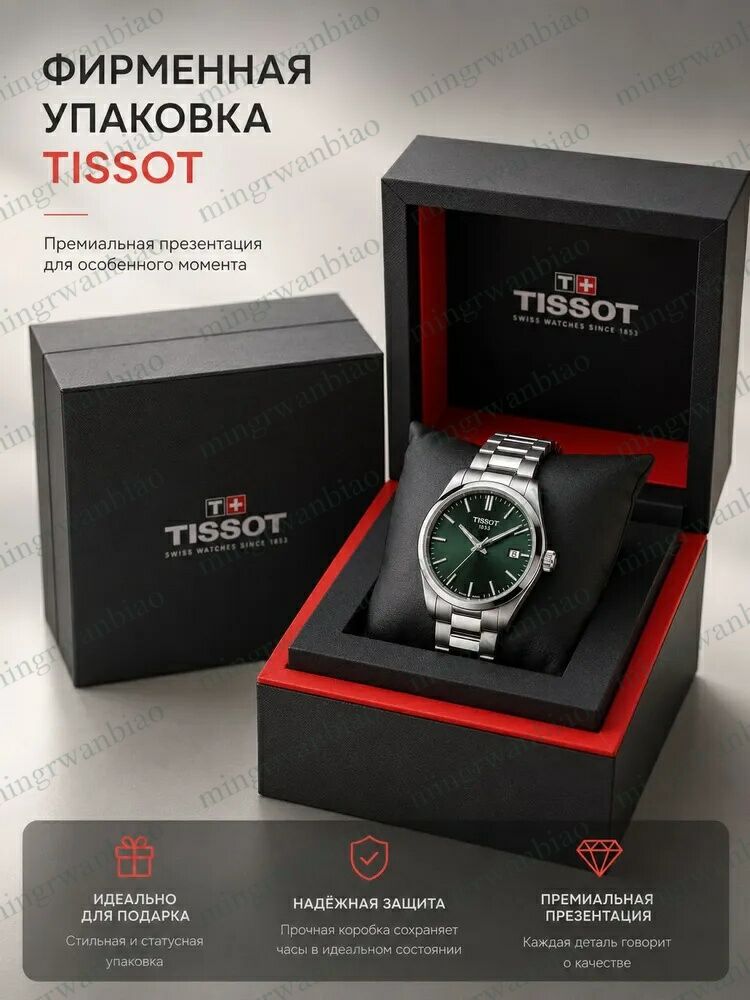 ФИРМЕННАЯ
УПАКОВКА
TISSOT
Премиальная презентация
для особенного момента
T+
TISSOT
SWISS WATCHES SINCE 1853
T+
TISSOT
SWISS WATCHES SINCE 1853
TISSOT
1853
ИДЕАЛЬНО
ДЛЯ ПОДАРКА
Стильная и статусная
упаковка
НАДЁЖНАЯ ЗАЩИТА
Прочная коробка сохраняет
часы в идеальном состоянии
ПРЕМИАЛЬНАЯ
ПРЕЗЕНТАЦИЯ
Каждая деталь говорит
о качестве
mingrwanbiao